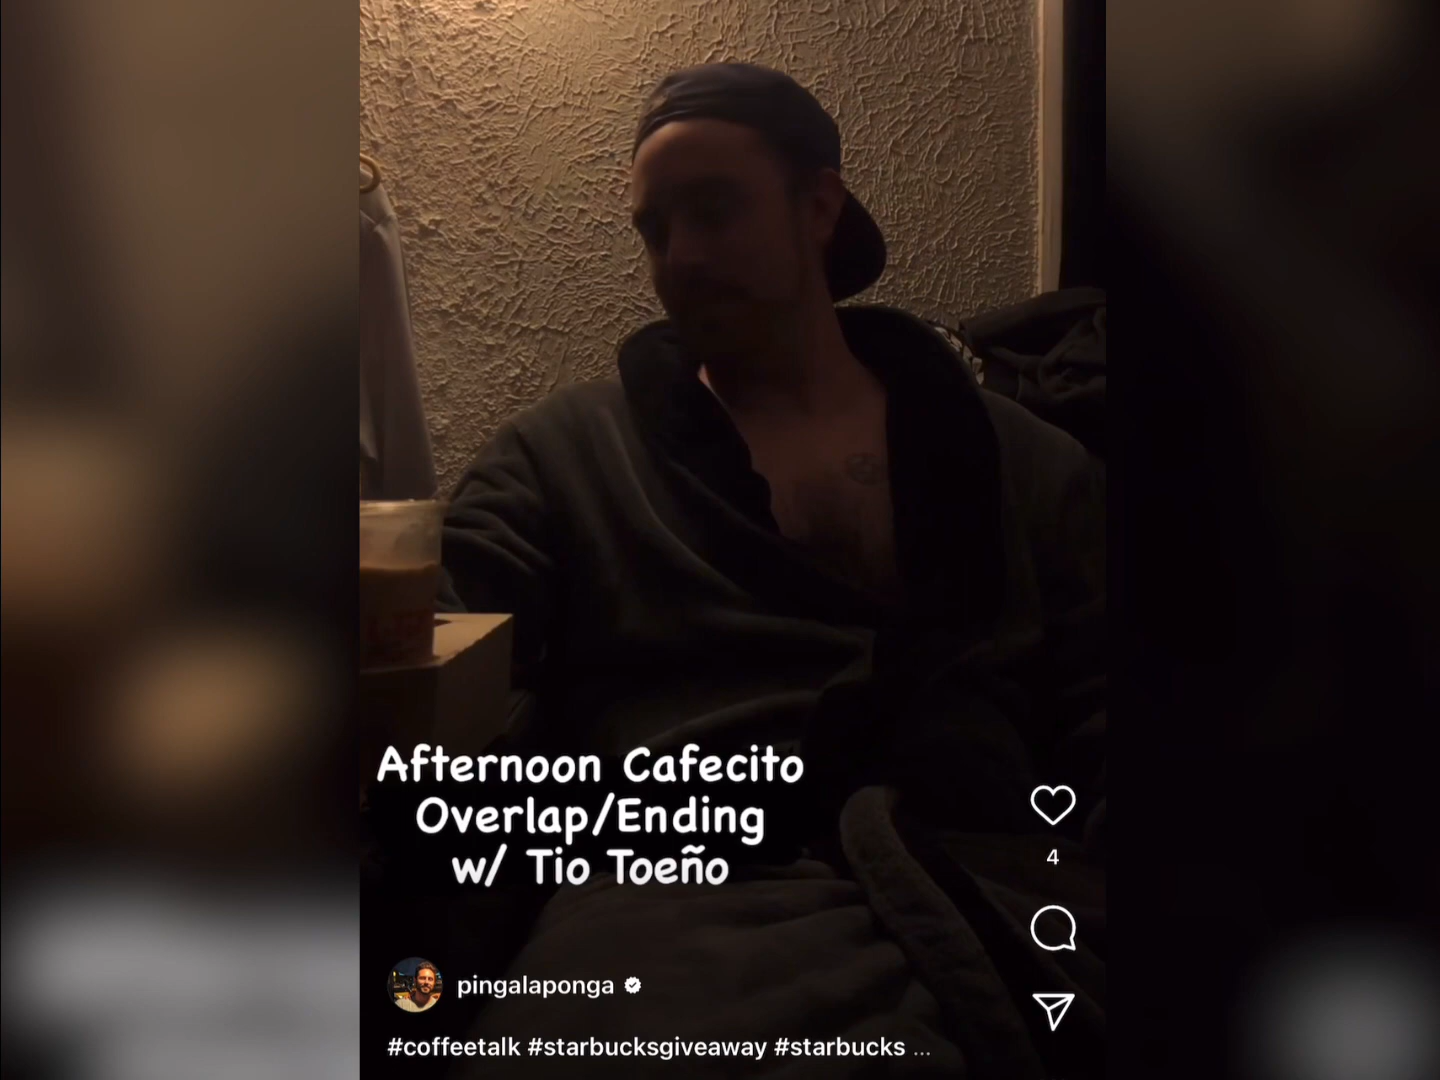 Afternoon Cafecito
Overlap/Ending
w/ Tio Toeño
4
pingalaponga
#coffeetalk #starbucksgiveaway #starbucks ...